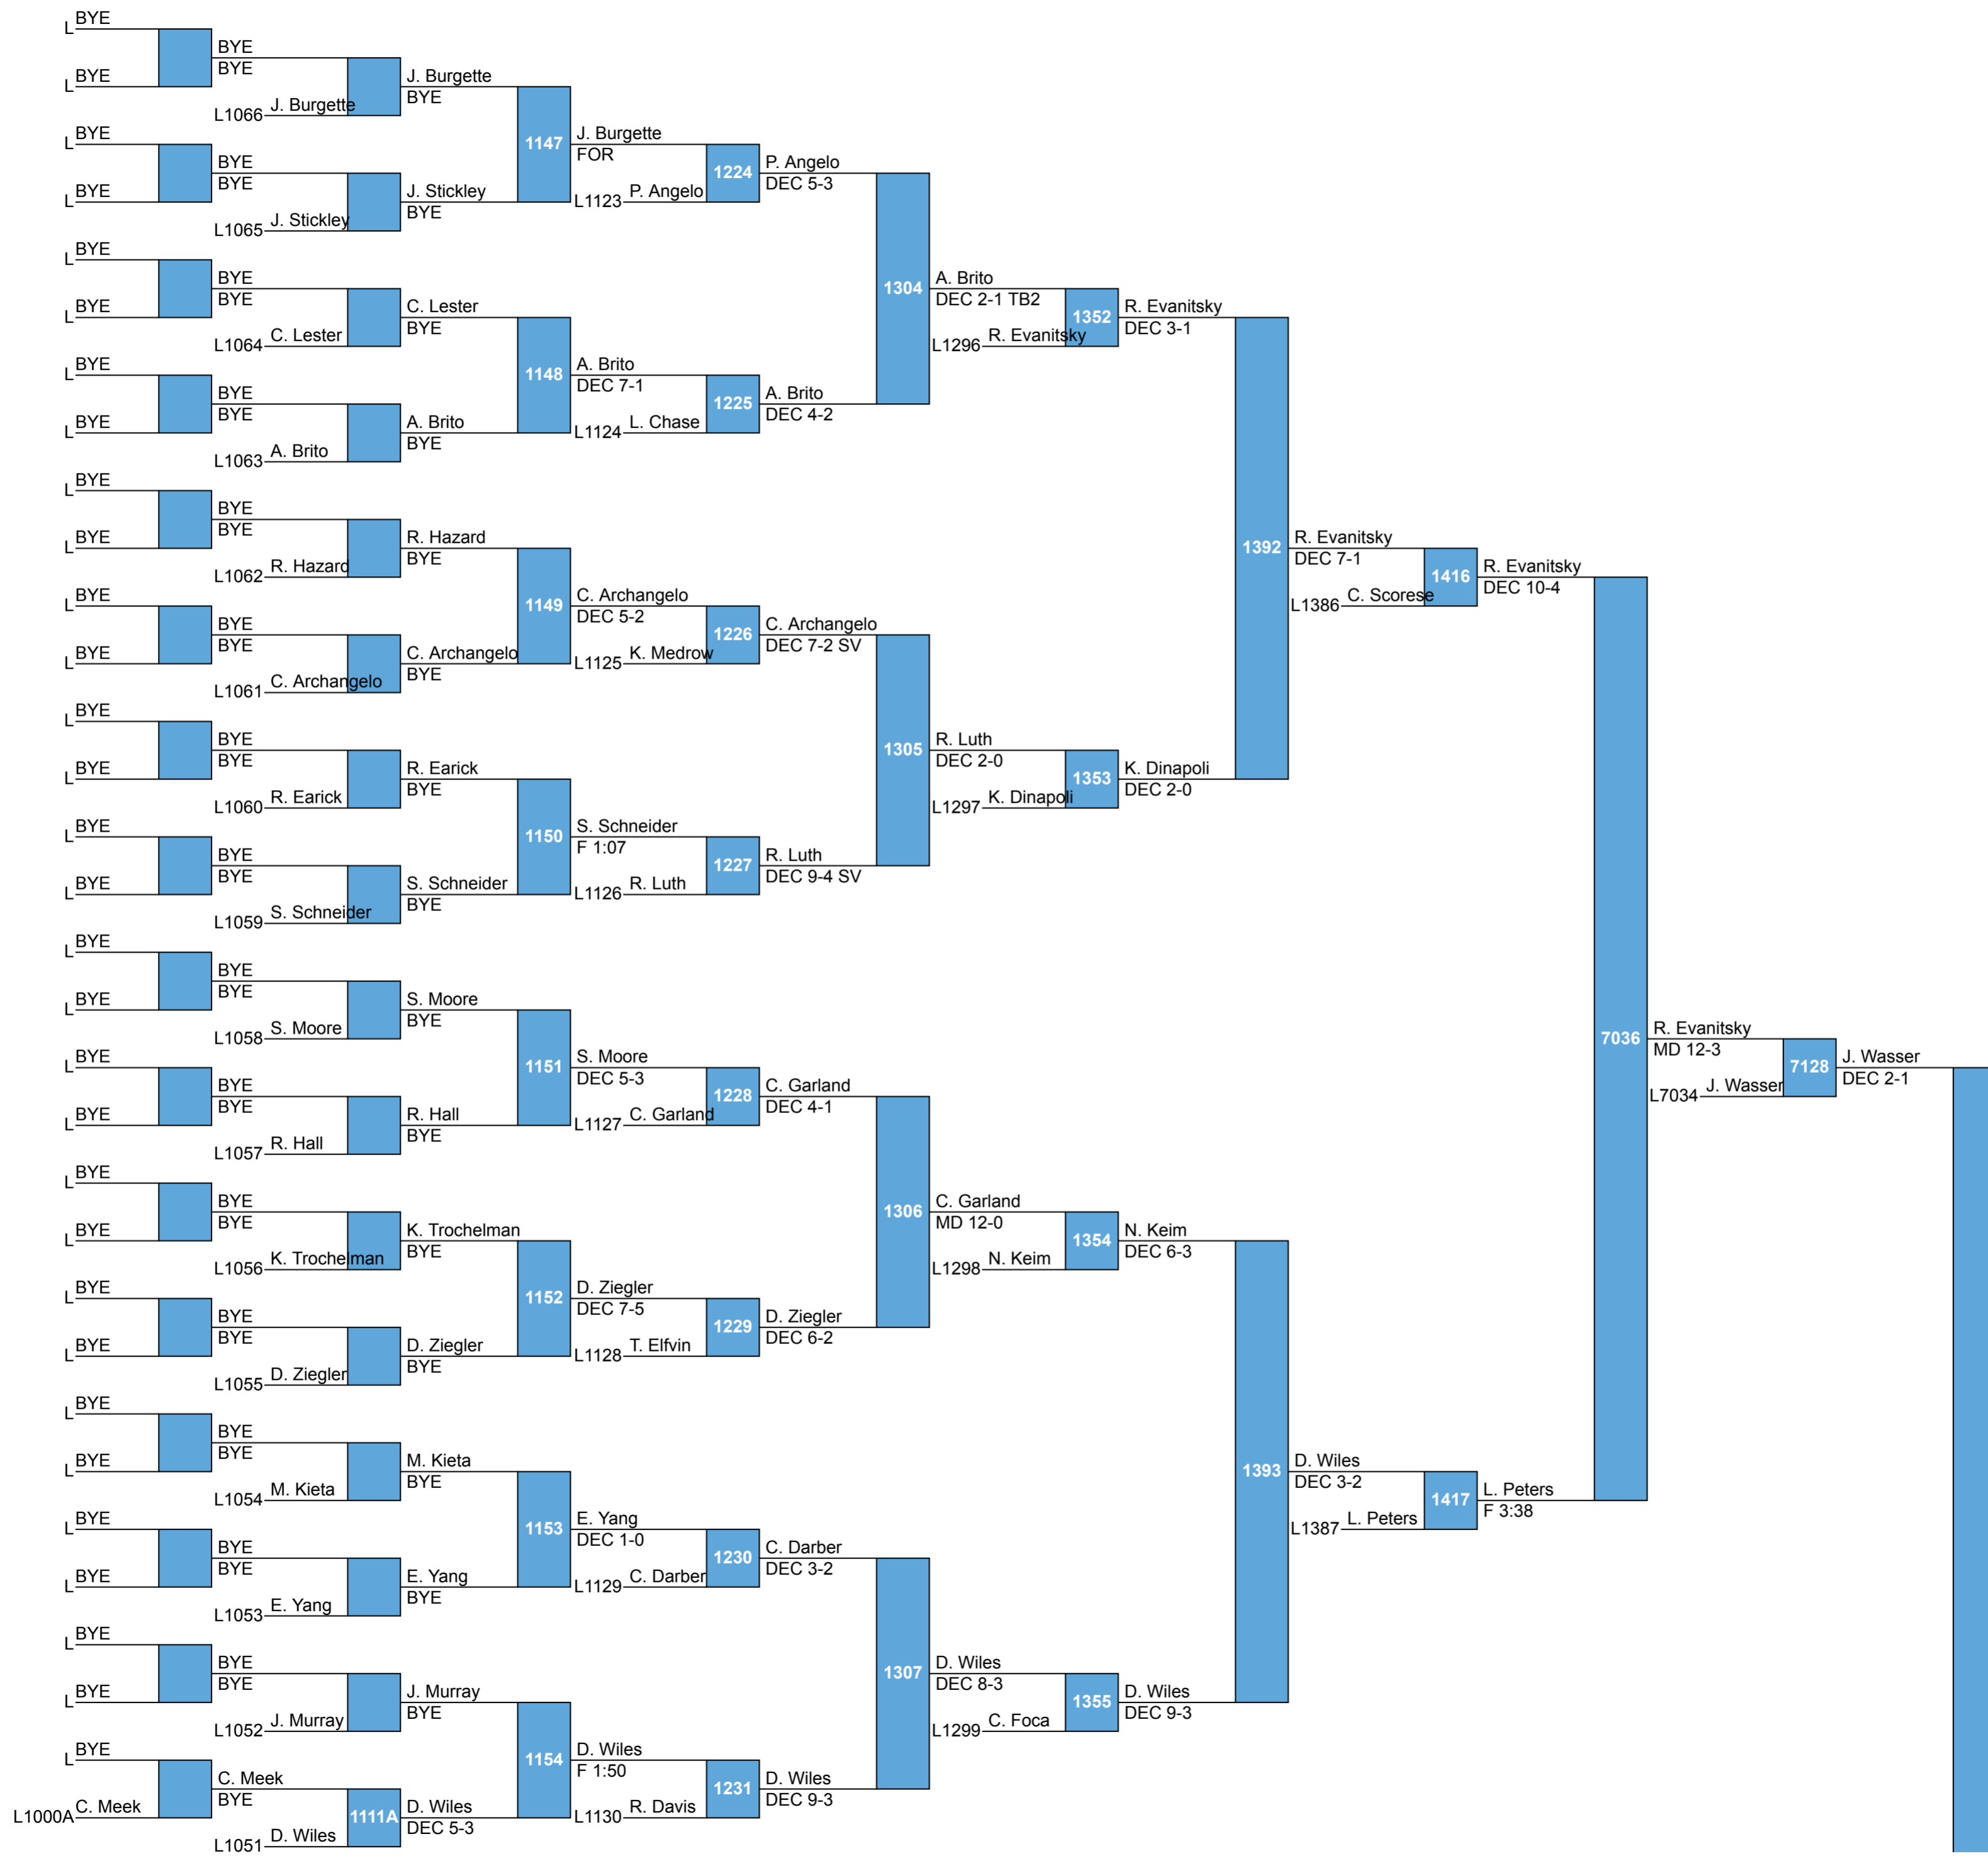 BYE
L
BYE
BYE
BYE
L
J. Burgette
BYE
L1066 J. Burgette
BYE
L
1147
J. Burgette
FOR
BYE
BYE
1224
P. Angelo
DEC 5-3
BYE
L
J. Stickley
BYE
L1123 P. Angelo
L1065 J. Stickley
BYE
L
BYE
BYE
1304
A. Brito
DEC 2-1 TB2
BYE
L
C. Lester
BYE
1352
R. Evanitsky
DEC 3-1
L1064 C. Lester
L1296 R. Evanitsky
BYE
L
1148
A. Brito
DEC 7-1
BYE
BYE
1225
A. Brito
DEC 4-2
BYE
L
A. Brito
BYE
L1124 L. Chase
L1063 A. Brito
BYE
L
BYE
BYE
BYE
L
R. Hazard
BYE
1392
R. Evanitsky
DEC 7-1
L1062 R. Hazard
1416
R. Evanitsky
DEC 10-4
BYE
L
1149
C. Archangelo
DEC 5-2
L1386 C. Scorese
BYE
BYE
1226
C. Archangelo
DEC 7-2 SV
BYE
L
C. Archangelo
BYE
L1125 K. Medrow
L1061 C. Archangelo
BYE
L
BYE
BYE
1305
R. Luth
DEC 2-0
BYE
L
R. Earick
BYE
1353
K. Dinapoli
DEC 2-0
L1060 R. Earick
L1297 K. Dinapoli
BYE
L
1150
S. Schneider
F 1:07
BYE
BYE
1227
R. Luth
DEC 9-4 SV
BYE
L
S. Schneider
BYE
L1126 R. Luth
L1059 S. Schneider
BYE
L
BYE
BYE
BYE
L
S. Moore
BYE
L1058 S. Moore
7036
R. Evanitsky
MD 12-3
BYE
L
1151
S. Moore
DEC 5-3
7128
J. Wasser
DEC 2-1
BYE
BYE
1228
C. Garland
DEC 4-1
L7034 J. Wasser
BYE
L
R. Hall
BYE
L1127 C. Garland
L1057 R. Hall
BYE
L
BYE
BYE
1306
C. Garland
MD 12-0
BYE
L
K. Trochelman
BYE
1354
N. Keim
DEC 6-3
L1056 K. Trochelman
L1298 N. Keim
BYE
L
1152
D. Ziegler
DEC 7-5
BYE
BYE
1229
D. Ziegler
DEC 6-2
BYE
L
D. Ziegler
BYE
L1128 T. Elfvin
L1055 D. Ziegler
BYE
L
BYE
BYE
BYE
L
M. Kieta
BYE
1393
D. Wiles
DEC 3-2
L1054 M. Kieta
1417
L. Peters
F 3:38
BYE
L
1153
E. Yang
DEC 1-0
L1387 L. Peters
BYE
BYE
1230
C. Darber
DEC 3-2
BYE
L
E. Yang
BYE
L1129 C. Darber
L1053 E. Yang
BYE
L
BYE
BYE
1307
D. Wiles
DEC 8-3
BYE
L
J. Murray
BYE
1355
D. Wiles
DEC 9-3
L1052 J. Murray
L1299 C. Foca
BYE
L
1154
D. Wiles
F 1:50
C. Meek
BYE
1231
D. Wiles
DEC 9-3
L1000A C. Meek
1111A
D. Wiles
DEC 5-3
L1130 R. Davis
L1051 D. Wiles